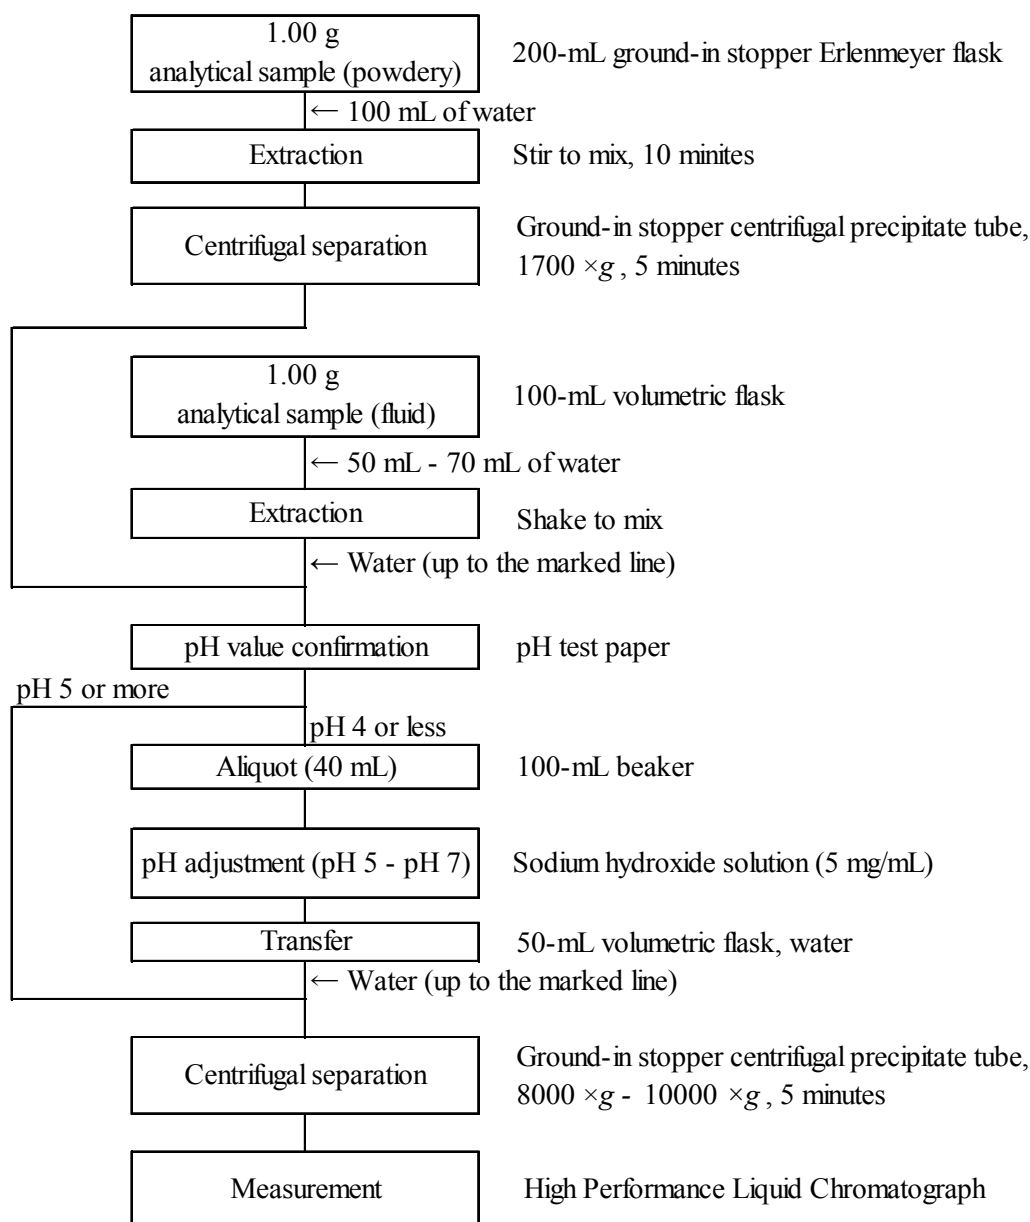 1.00 g
analytical sample (powdery)
200-mL ground-in stopper Erlenmeyer flask
← 100 mL of water
Extraction
Stir to mix, 10 minites
Centrifugal separation
Ground-in stopper centrifugal precipitate tube,
1700 ×g , 5 minutes
1.00 g
analytical sample (fluid)
100-mL volumetric flask
← 50 mL - 70 mL of water
Extraction
Shake to mix
← Water (up to the marked line)
pH value confirmation
pH test paper
pH 5 or more
pH 4 or less
Aliquot (40 mL)
100-mL beaker
pH adjustment (pH 5 - pH 7)
Sodium hydroxide solution (5 mg/mL)
Transfer
50-mL volumetric flask, water
← Water (up to the marked line)
Centrifugal separation
Ground-in stopper centrifugal precipitate tube,
8000 ×g - 10000 ×g , 5 minutes
Measurement
High Performance Liquid Chromatograph